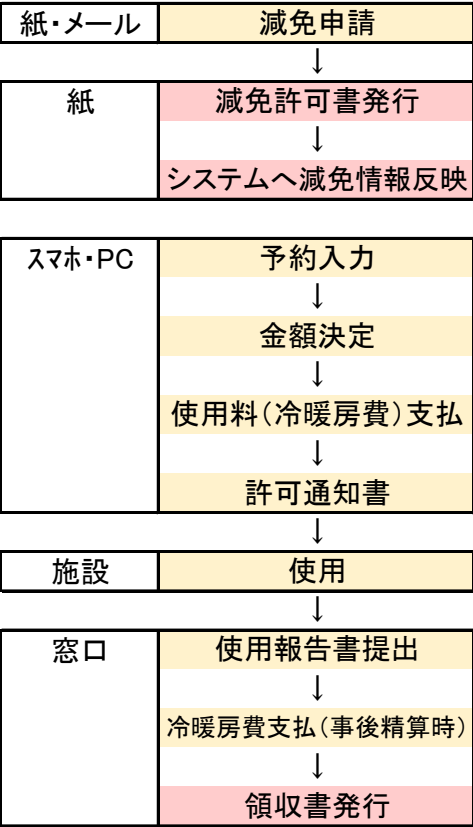 紙・メール 減免申請
↓
紙 減免許可書発行
↓
システムへ減免情報反映
スマホ・PC 予約入力
↓
金額決定
↓
使用料(冷暖房費)支払
↓
許可通知書
↓
施設 使用
↓
窓口 使用報告書提出
↓
冷暖房費支払(事後精算時)
↓
領収書発行